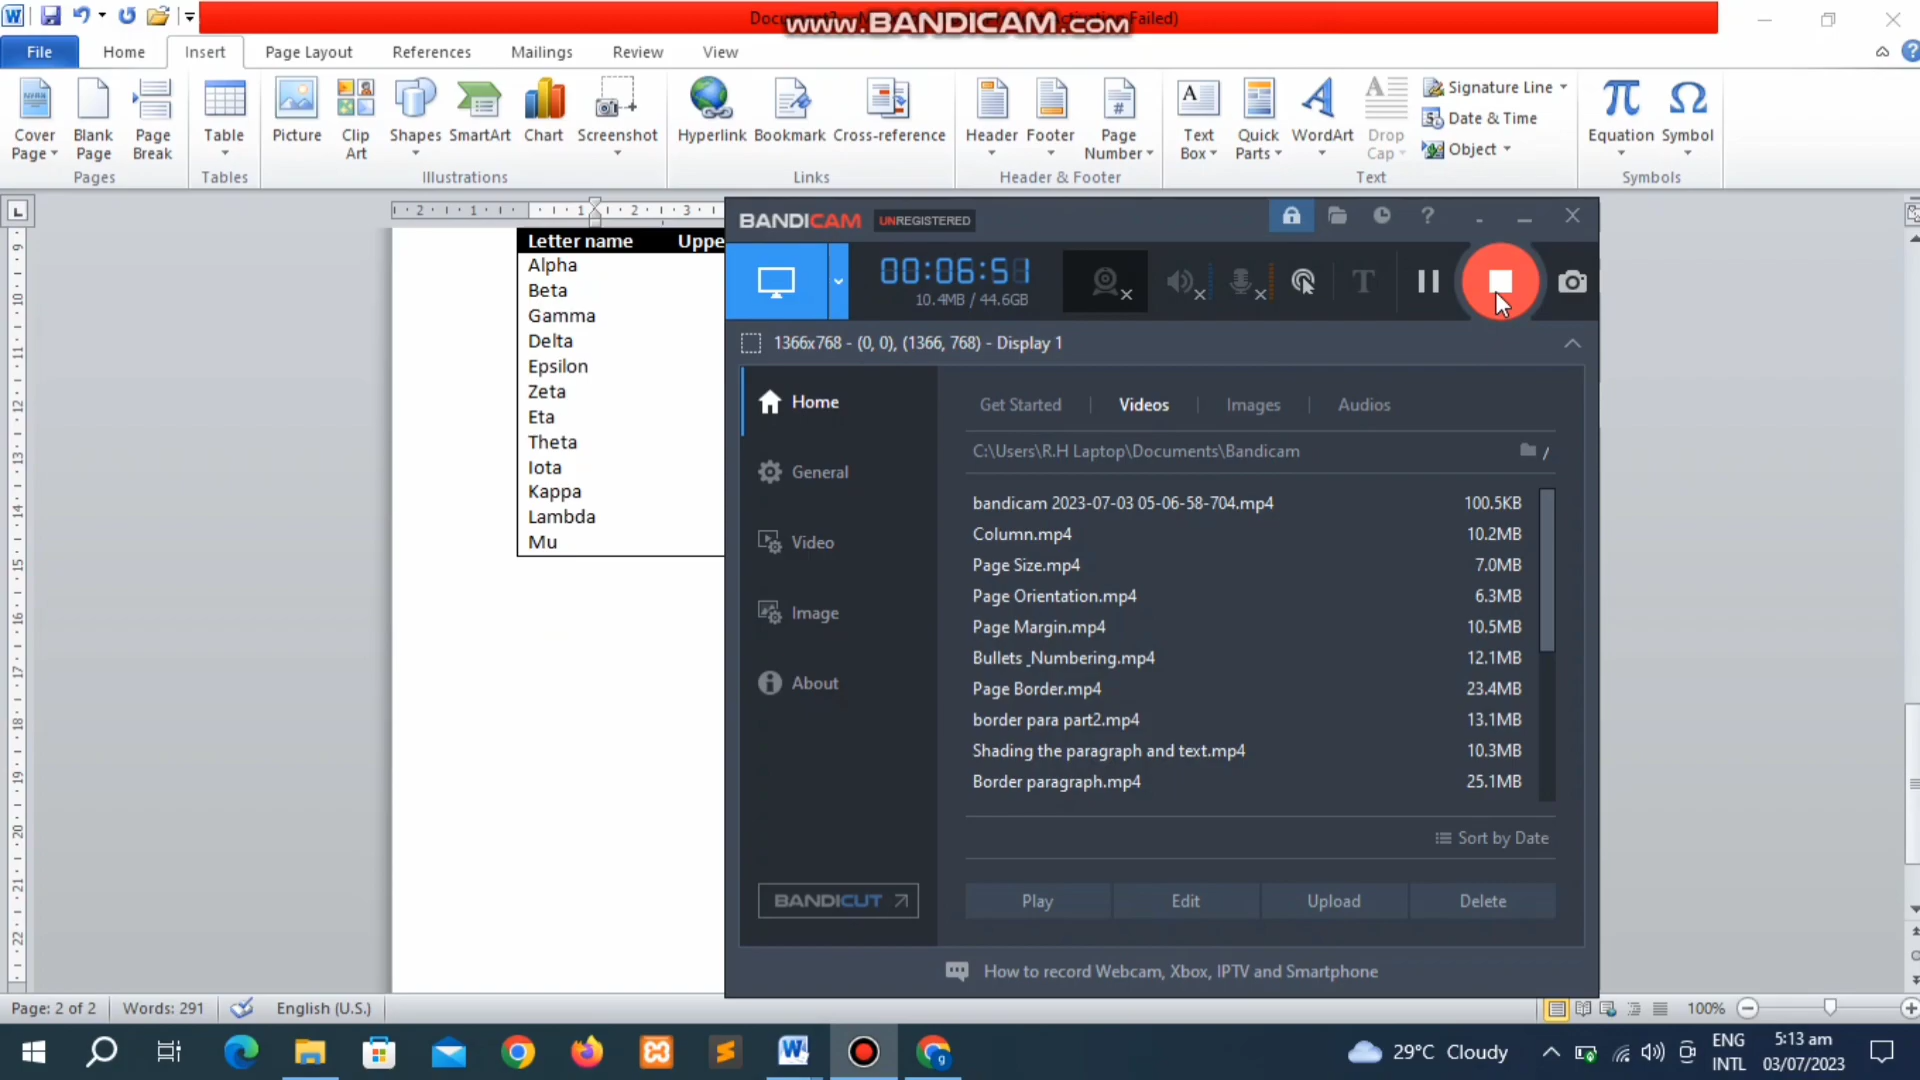 www.BANDICAM.com
File Home Insert Page Layout References Mailings Review View
Cover Page Blank Page Page Break
Table
Picture Clip Art Shapes SmartArt Chart Screenshot
Hyperlink Bookmark Cross-reference
Header Footer Page Number
Text Box Quick Parts WordArt Drop Cap
Signature Line
Date & Time
Object
Equation Symbol
Pages Tables Illustrations Links Header & Footer Text Symbols
Letter name Uppe
Alpha
Beta
Gamma
Delta
Epsilon
Zeta
Eta
Theta
Iota
Kappa
Lambda
Mu
BANDICAM UNREGISTERED
00:06:51
10.4MB / 44.6GB
1366x768 - (0, 0), (1366, 768) - Display 1
Home
General
Video
Image
About
BANDICUT
Get Started Videos Images Audios
C:\Users\R.H Laptop\Documents\Bandicam
bandicam 2023-07-03 05-06-58-704.mp4 100.5KB
Column.mp4 10.2MB
Page Size.mp4 7.0MB
Page Orientation.mp4 6.3MB
Page Margin.mp4 10.5MB
Bullets _Numbering.mp4 12.1MB
Page Border.mp4 23.4MB
border para part2.mp4 13.1MB
Shading the paragraph and text.mp4 10.3MB
Border paragraph.mp4 25.1MB
Sort by Date
Play Edit Upload Delete
How to record Webcam, Xbox, IPTV and Smartphone
Page: 2 of 2 Words: 291 English (U.S.) 100%
29°C Cloudy
ENG
INTL
5:13 am
03/07/2023